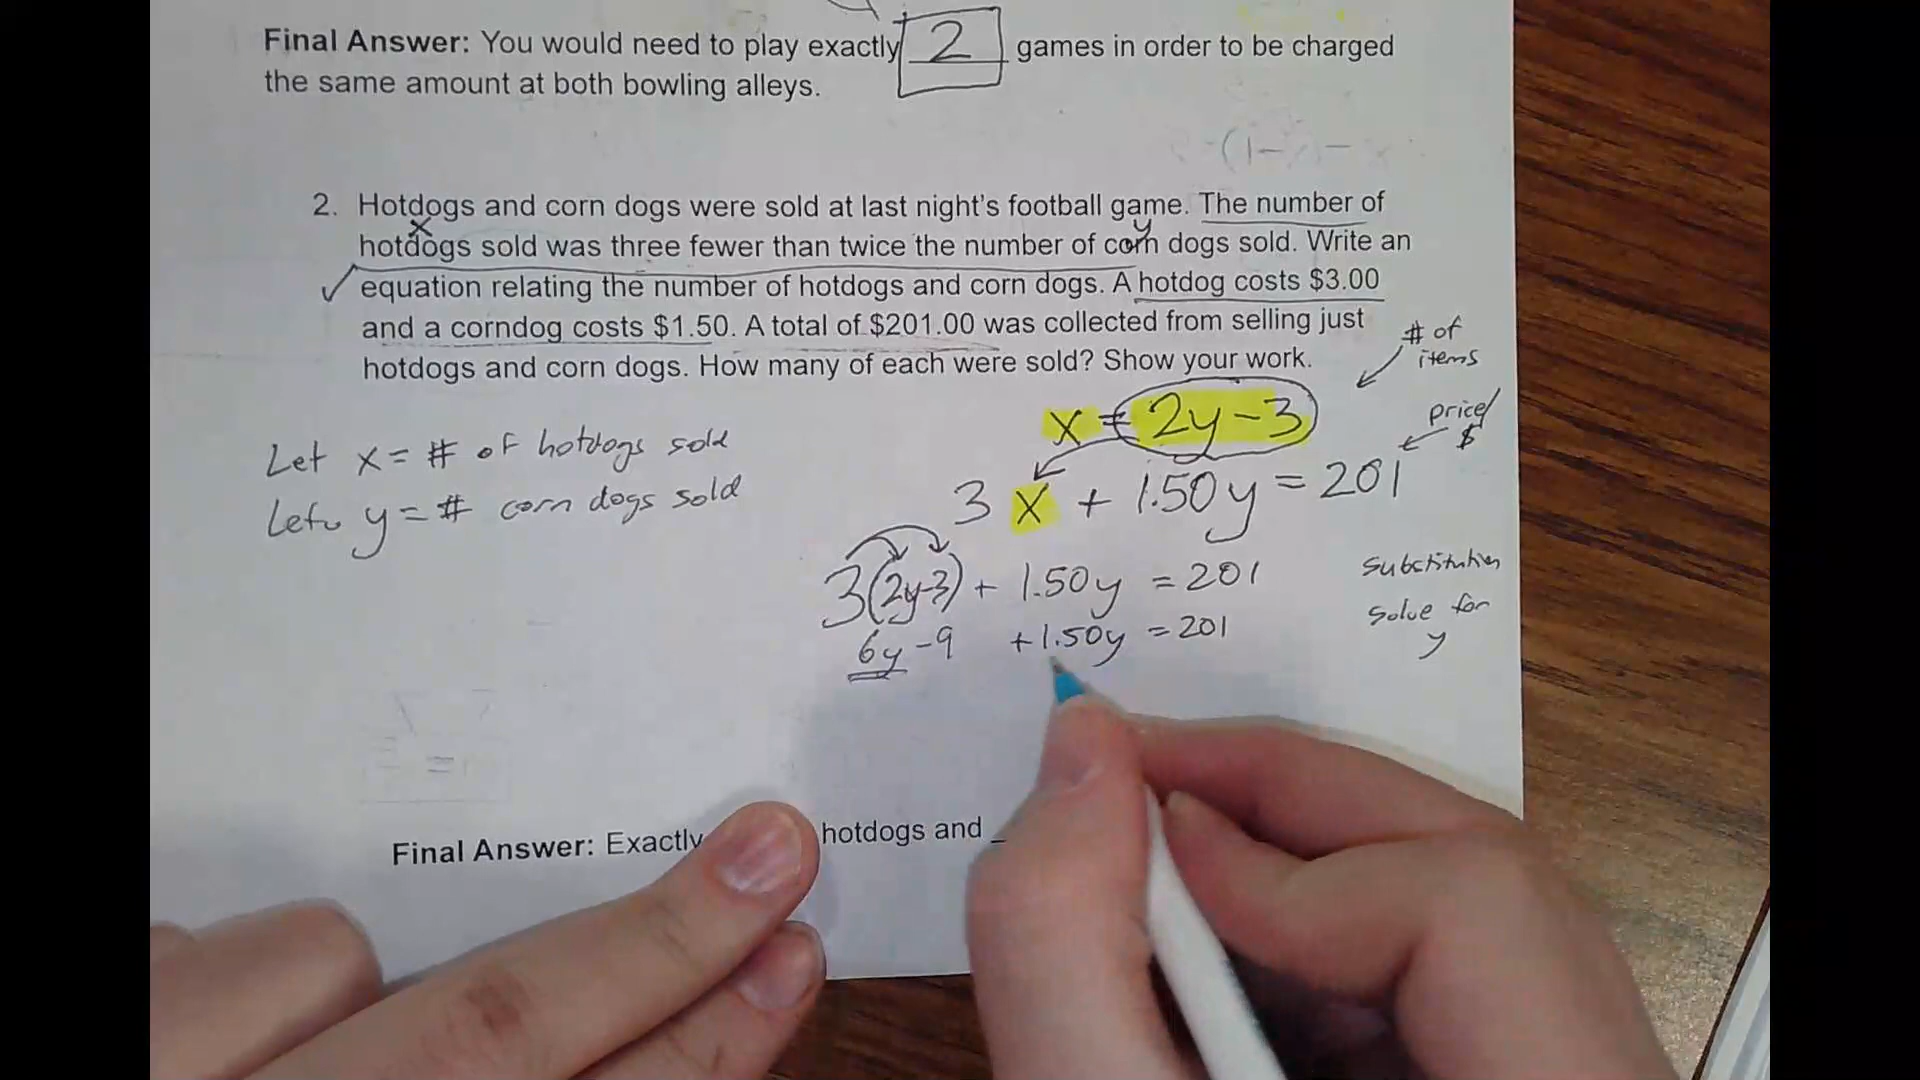 Final Answer: You would need to play exactly 2 games in order to be charged
the same amount at both bowling alleys.
2. Hotdogs and corn dogs were sold at last night's football game. The number of
x y
hotdogs sold was three fewer than twice the number of corn dogs sold. Write an
equation relating the number of hotdogs and corn dogs. A hotdog costs $3.00
and a corndog costs $1.50. A total of $201.00 was collected from selling just
hotdogs and corn dogs. How many of each were sold? Show your work.
# of
items
x = 2y-3
price/
$
Let x = # of hotdogs sold
Let y = # corn dogs sold
3 x + 1.50y = 201
3(2y-3) + 1.50y = 201
Substitution
6y -9 +1.50y = 201
Solve for
y
Final Answer: Exactly hotdogs and